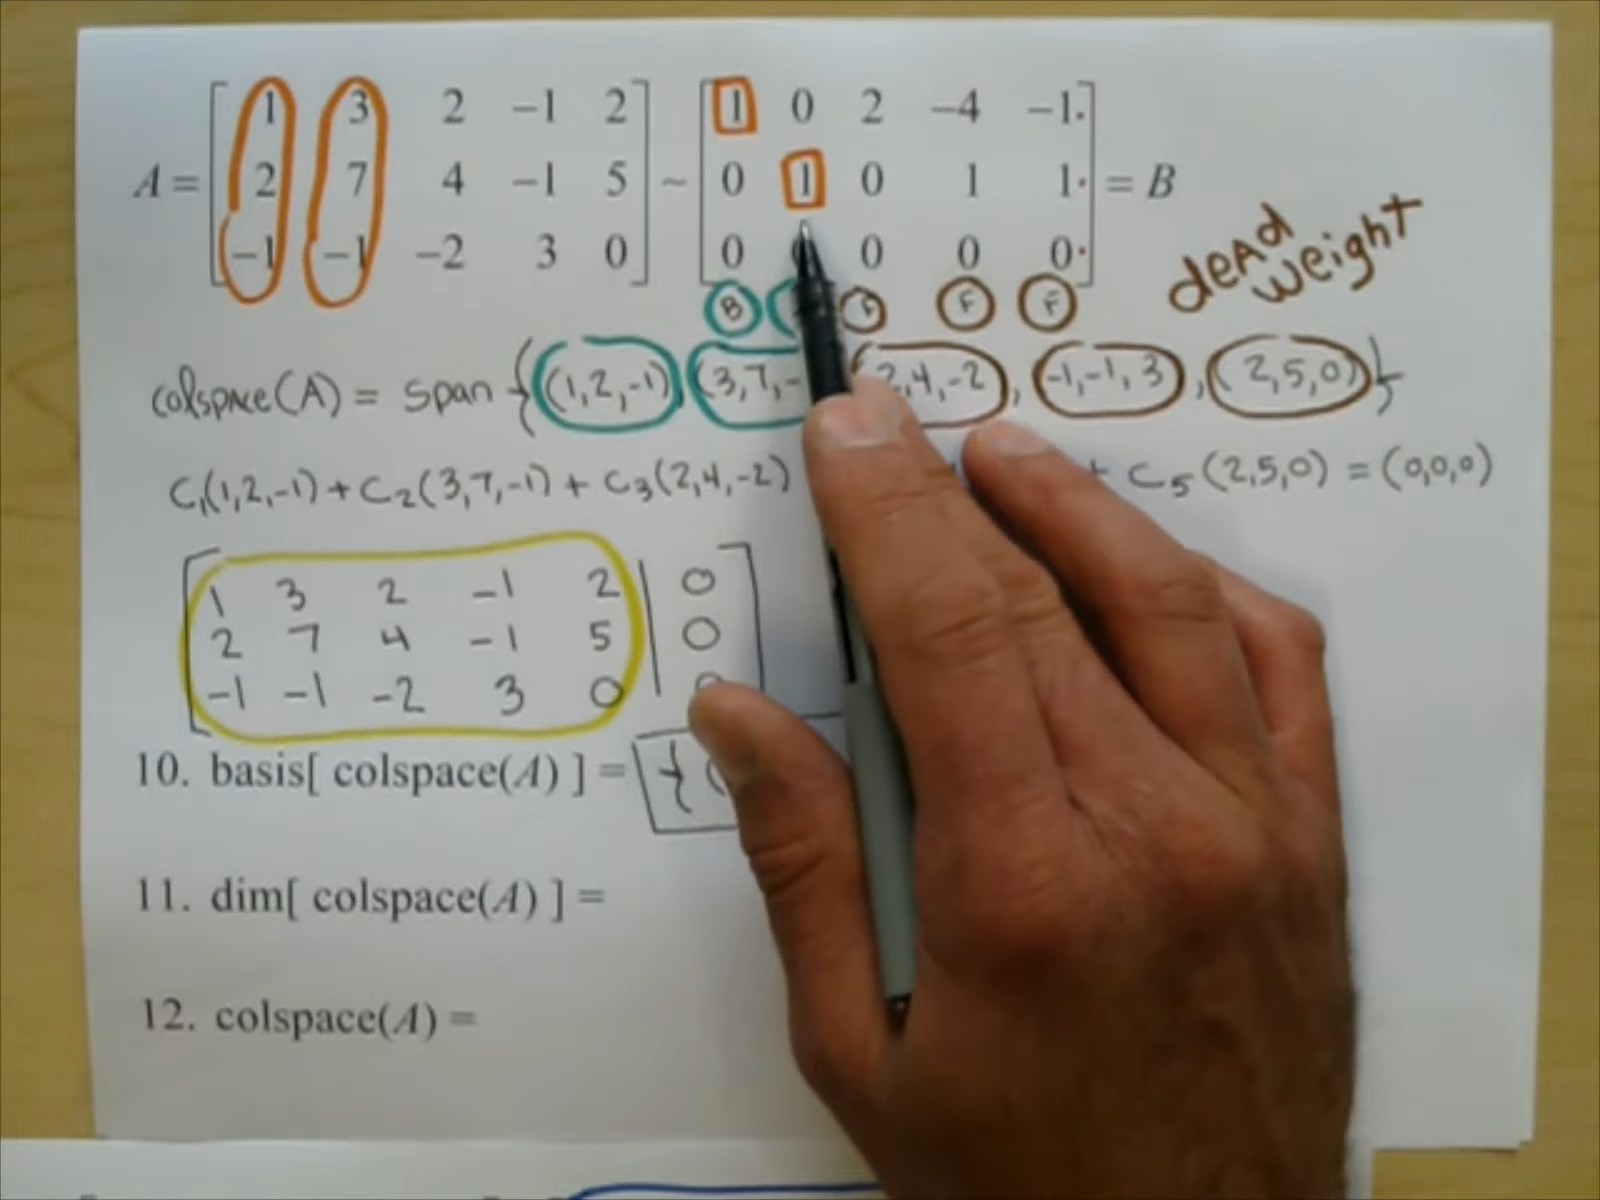 1 3 2 −1 2 1 0 2 −4 −1.
A = 2 7 4 −1 5 ~ 0 1 0 1 1. = B
−1 −1 −2 3 0 0 0 0 0 0.
B F F
deAd weight
colspace(A) = span {(1,2,-1), (3,7,- 2,4,-2 , -1,-1,3), (2,5,0)}
C1(1,2,-1) + C2(3,7,-1) + C3(2,4,-2) + C5(2,5,0) = (0,0,0)
1 3 2 -1 2 | 0
2 7 4 -1 5 | 0
-1 -1 -2 3 0 | 0
10. basis[ colspace(A) ] = { (
11. dim[ colspace(A) ] =
12. colspace(A) =